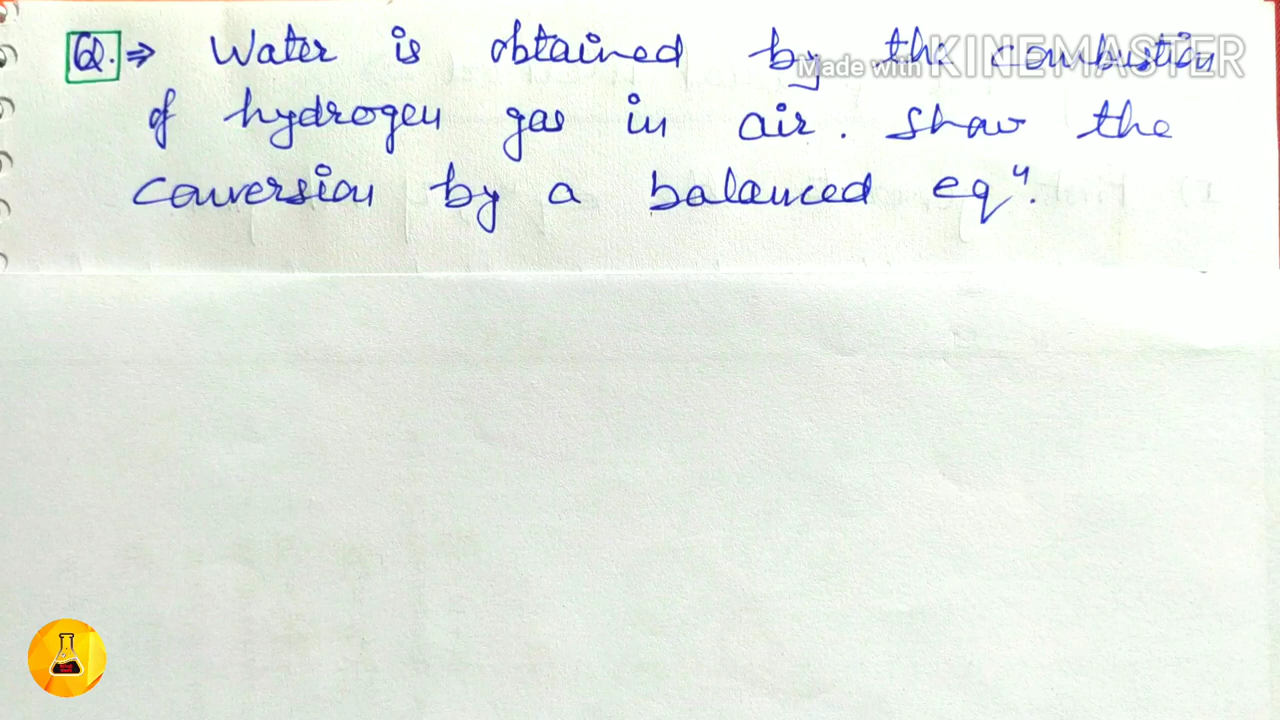 Q. ⇒ Water is obtained by the combustion
Made with KINEMASTER
of hydrogen gas in air. Show the
conversion by a balanced eqⁿ.